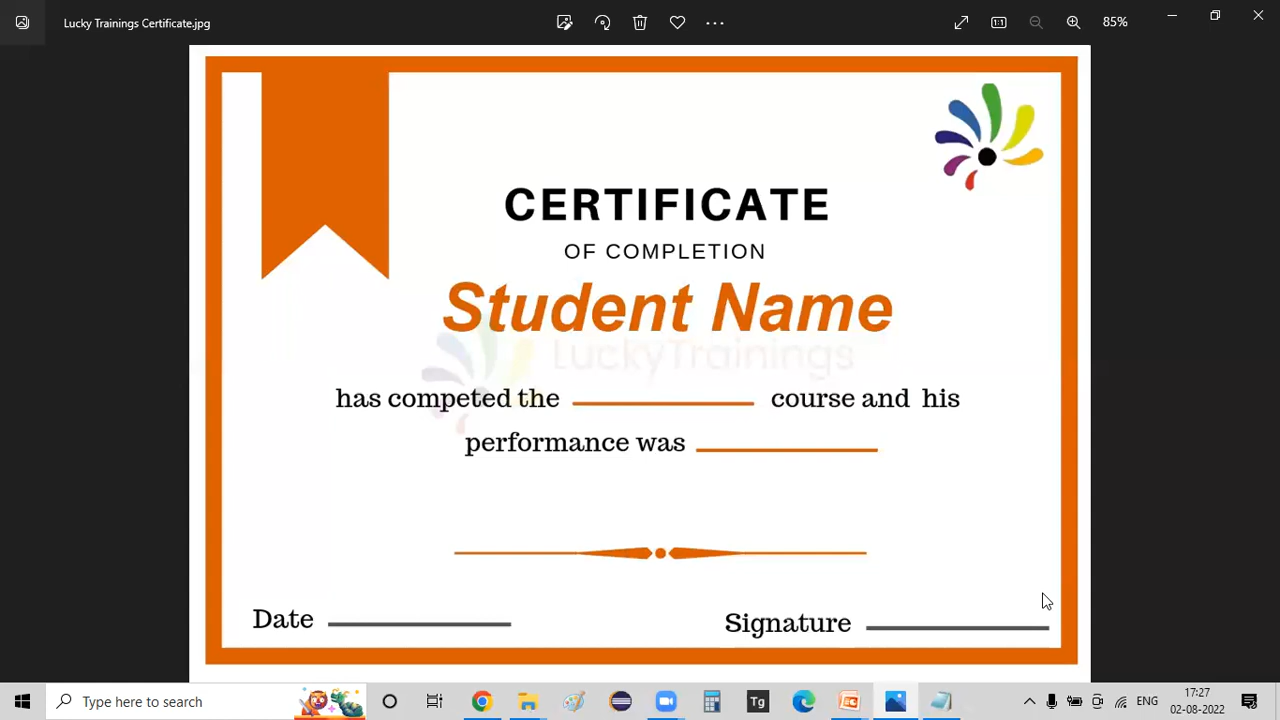 Lucky Trainings Certificate.jpg
85%
CERTIFICATE
OF COMPLETION
Student Name
LuckyTrainings
has competed the course and his
performance was
Date
Signature
Type here to search
Tg
ENG
17:27
02-08-2022